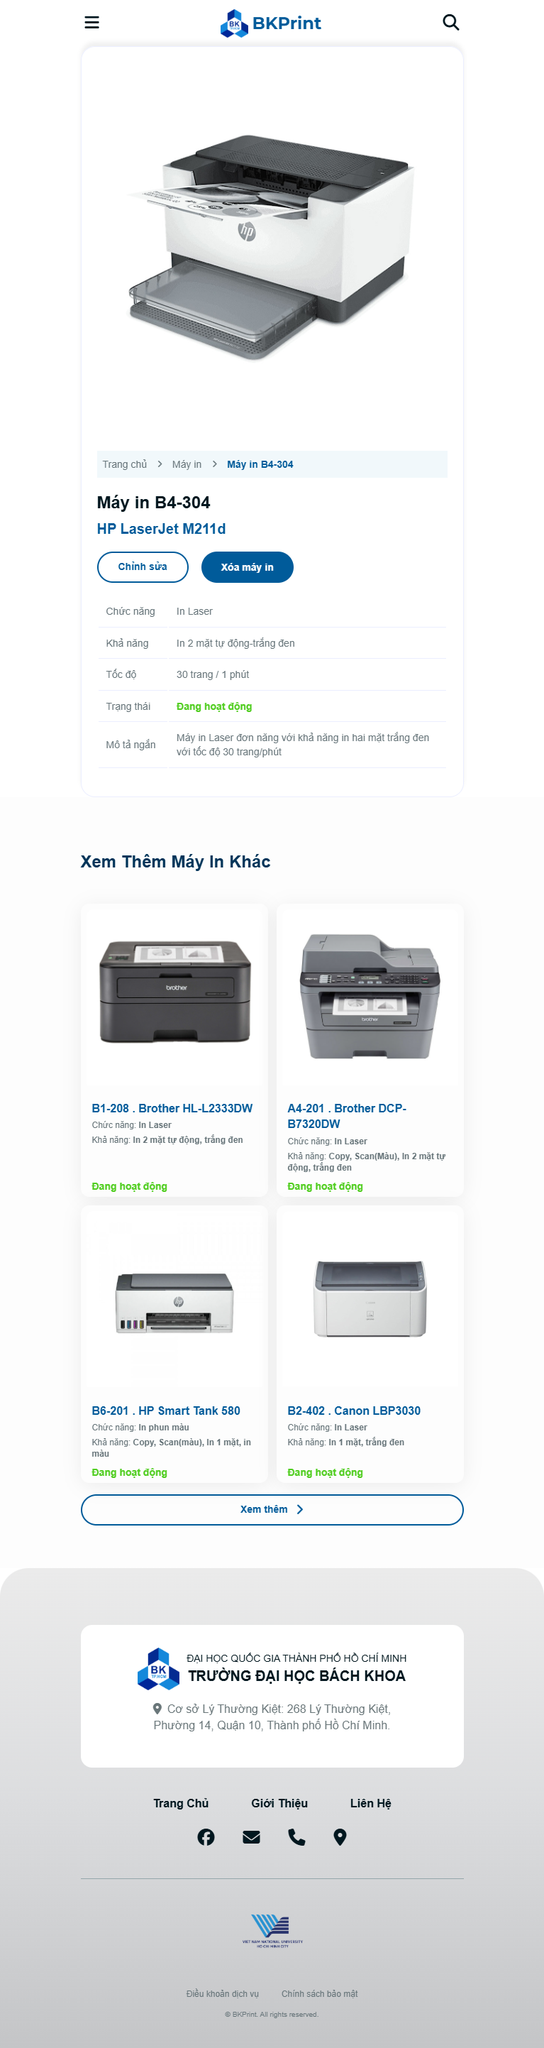 BK
TP.HCM
BKPrint
hp
Trang chủ > Máy in > Máy in B4-304
Máy in B4-304
HP LaserJet M211d
Chỉnh sửa
Xóa máy in
Chức năng In Laser
Khả năng In 2 mặt tự động-trắng đen
Tốc độ 30 trang / 1 phút
Trạng thái Đang hoạt động
Mô tả ngắn Máy in Laser đơn năng với khả năng in hai mặt trắng đen
với tốc độ 30 trang/phút
Xem Thêm Máy In Khác
brother
B1-208 . Brother HL-L2333DW
Chức năng: In Laser
Khả năng: In 2 mặt tự động, trắng đen
Đang hoạt động
brother
A4-201 . Brother DCP-
B7320DW
Chức năng: In Laser
Khả năng: Copy, Scan(Màu), In 2 mặt tự
động, trắng đen
Đang hoạt động
hp
B6-201 . HP Smart Tank 580
Chức năng: In phun màu
Khả năng: Copy, Scan(màu), In 1 mặt, in
màu
Đang hoạt động
B2-402 . Canon LBP3030
Chức năng: In Laser
Khả năng: In 1 mặt, trắng đen
Đang hoạt động
Xem thêm >
BK
TP.HCM
ĐẠI HỌC QUỐC GIA THÀNH PHỐ HỒ CHÍ MINH
TRƯỜNG ĐẠI HỌC BÁCH KHOA
Cơ sở Lý Thường Kiệt: 268 Lý Thường Kiệt,
Phường 14, Quận 10, Thành phố Hồ Chí Minh.
Trang Chủ
Giới Thiệu
Liên Hệ
VIET NAM NATIONAL UNIVERSITY
HO CHI MINH CITY
Điều khoản dịch vụ
Chính sách bảo mật
© BKPrint. All rights reserved.